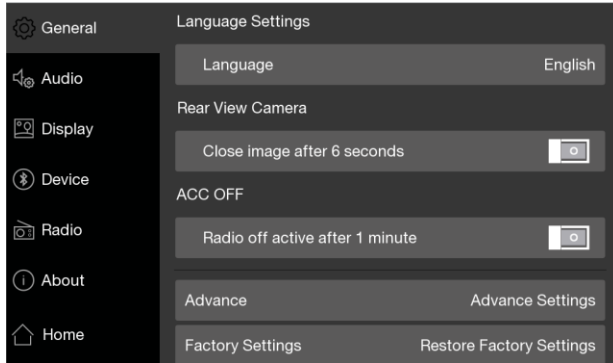 General
Audio
Display
Device
Radio
About
Home
Language Settings
Language English
Rear View Camera
Close image after 6 seconds
ACC OFF
Radio off active after 1 minute
Advance Advance Settings
Factory Settings Restore Factory Settings